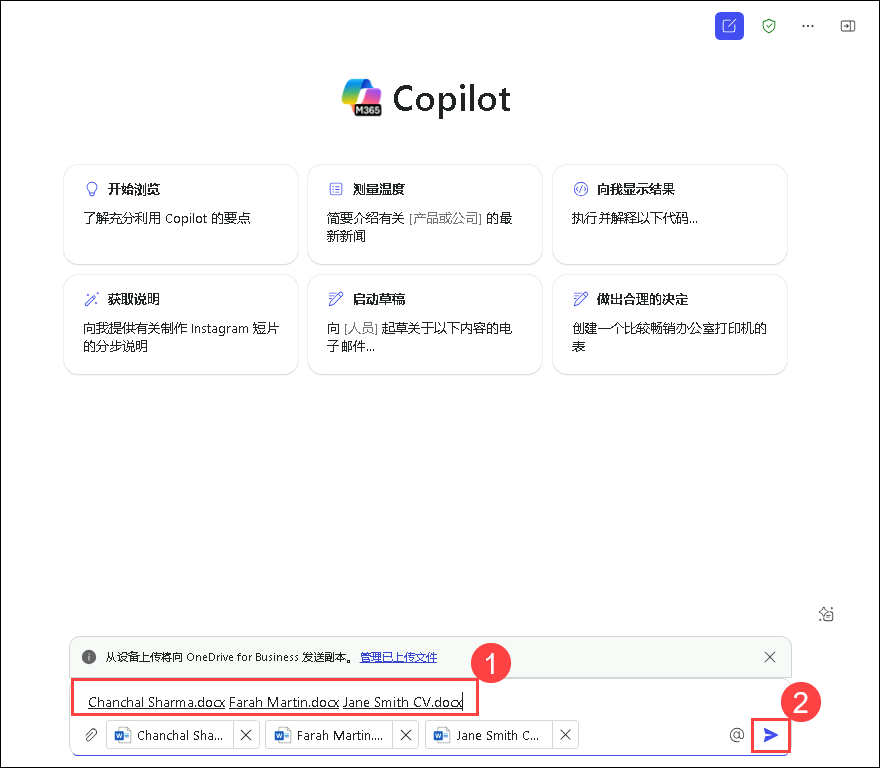 M365 Copilot
开始浏览
了解充分利用 Copilot 的要点
测量温度
简要介绍有关 [产品或公司] 的最
新新闻
向我显示结果
执行并解释以下代码...
获取说明
向我提供有关制作 Instagram 短片
的分步说明
启动草稿
向 [人员] 起草关于以下内容的电
子邮件...
做出合理的决定
创建一个比较畅销办公室打印机的
表
从设备上传将向 OneDrive for Business 发送副本。 管理已上传文件
1
Chanchal Sharma.docx Farah Martin.docx Jane Smith CV.docx
2
Chanchal Sha... Farah Martin.... Jane Smith C...